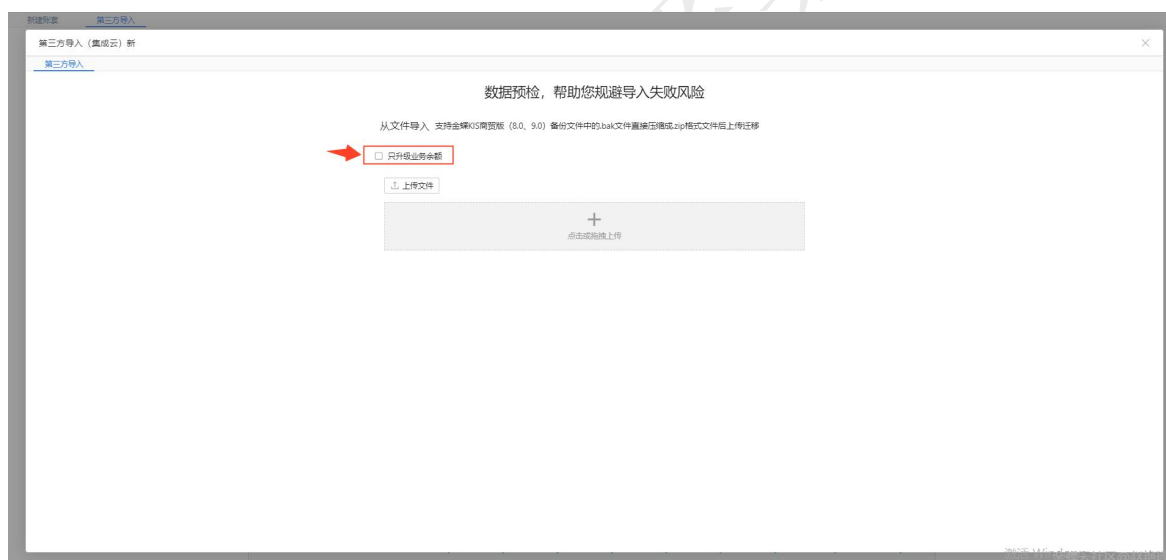 新建账套 第三方导入
第三方导入（集成云）新
第三方导入
数据预检，帮助您规避导入失败风险
从文件导入 支持金蝶KIS商贸版（8.0、9.0）备份文件中的.bak文件直接压缩成.zip格式文件后上传迁移
只升级业务余额
上传文件
点击或拖拽上传